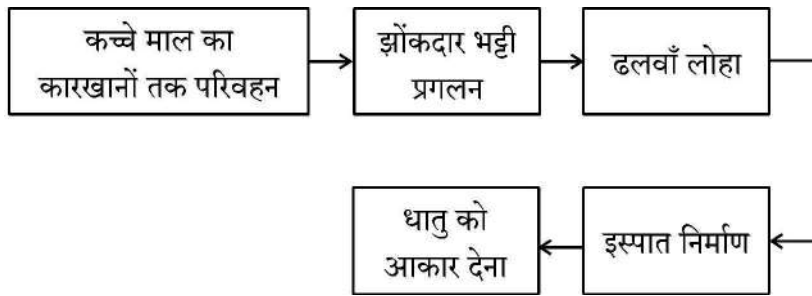 कच्चे माल का
कारखानों तक परिवहन
झोंकदार भट्टी
प्रगलन
ढलवाँ लोहा
इस्पात निर्माण
धातु को
आकार देना